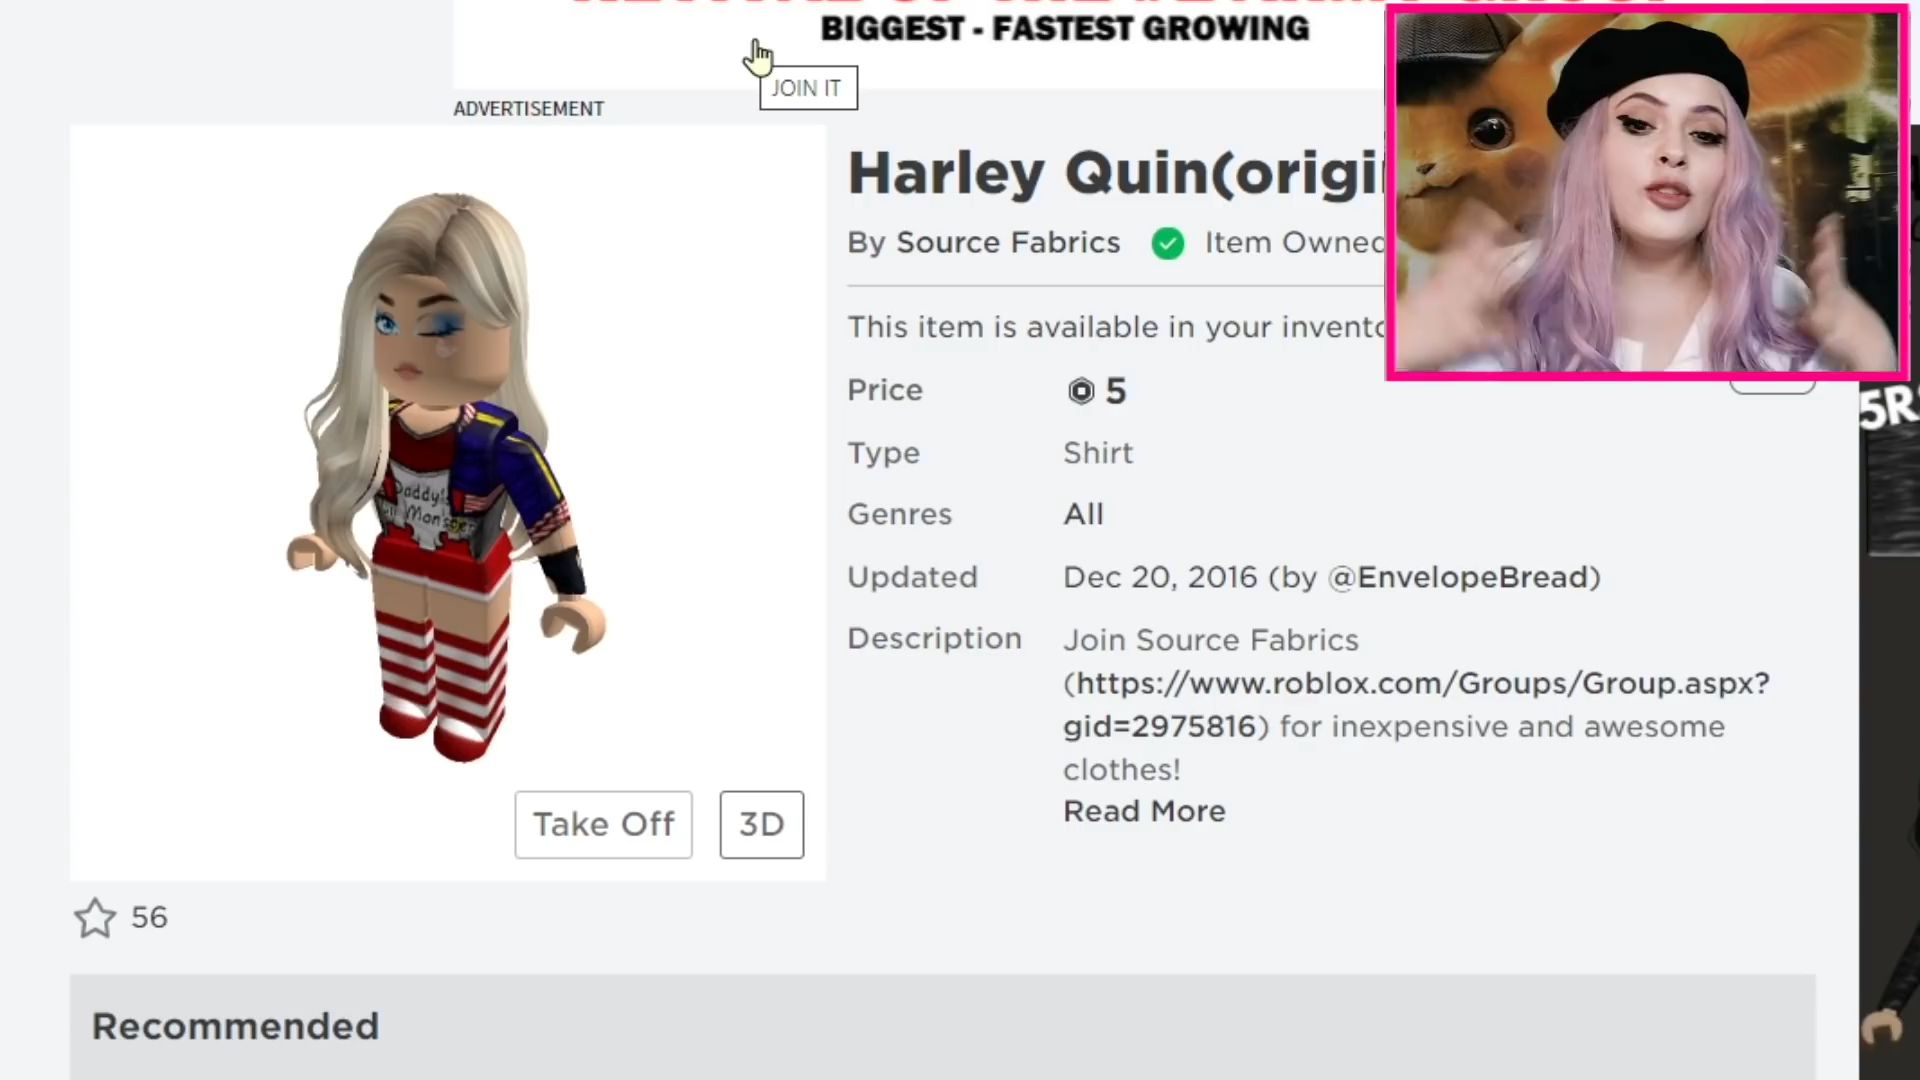 BIGGEST - FASTEST GROWING
JOIN IT
ADVERTISEMENT
Harley Quin(origi
By Source Fabrics Item Owned
This item is available in your invento
Price 5
Type Shirt
Genres All
Updated Dec 20, 2016 (by @EnvelopeBread)
Description Join Source Fabrics
(https://www.roblox.com/Groups/Group.aspx?
gid=2975816) for inexpensive and awesome
clothes!
Read More
Daddy's
Monster
Take Off 3D
56
Recommended
5R